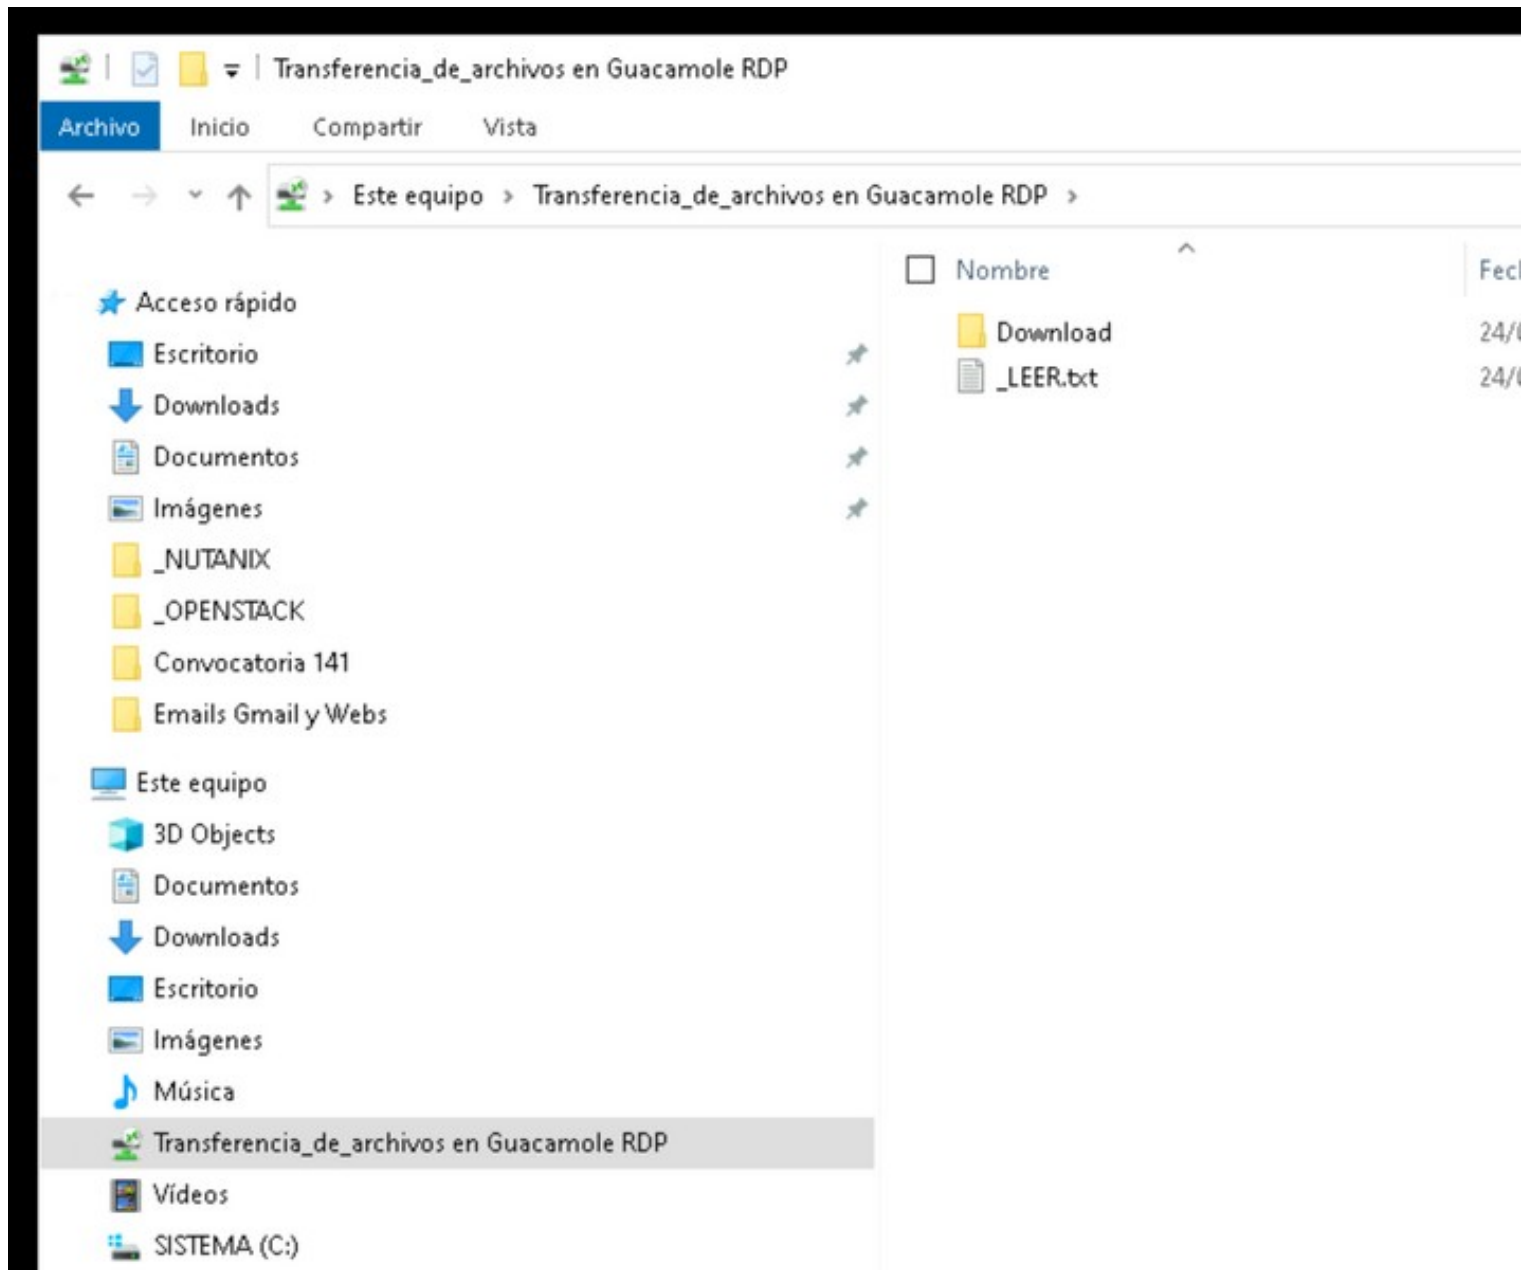 Transferencia_de_archivos en Guacamole RDP
Archivo Inicio Compartir Vista
Este equipo > Transferencia_de_archivos en Guacamole RDP >
Acceso rápido
Escritorio
Downloads
Documentos
Imágenes
_NUTANIX
_OPENSTACK
Convocatoria 141
Emails Gmail y Webs
Este equipo
3D Objects
Documentos
Downloads
Escritorio
Imágenes
Música
Transferencia_de_archivos en Guacamole RDP
Vídeos
SISTEMA (C:)
Nombre
Download
_LEER.txt